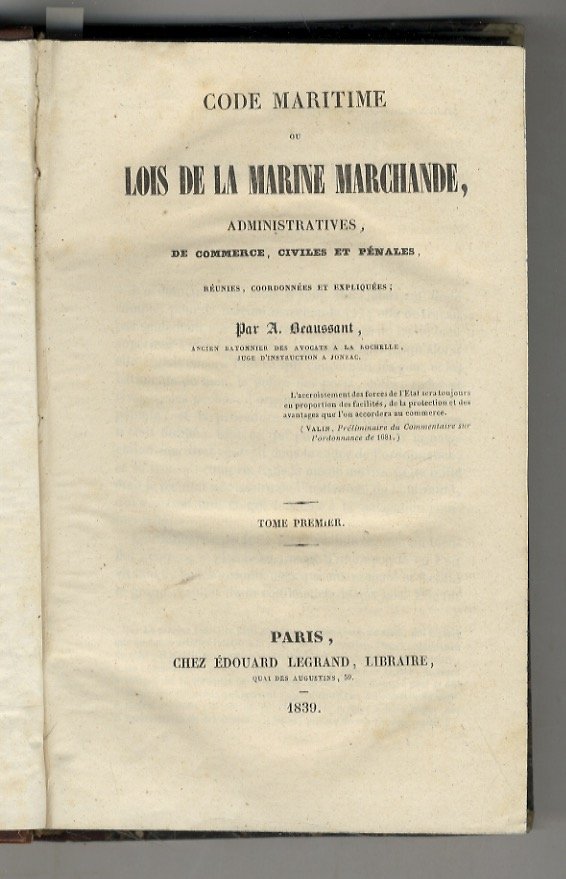 CODE MARITIME
OU
LOIS DE LA MARINE MARCHANDE,
ADMINISTRATIVES,
DE COMMERCE, CIVILES ET PÉNALES,
RÉUNIES, COORDONNÉES ET EXPLIQUÉES;
Par A. Beaussant,
ANCIEN BATONNIER DES AVOCATS A LA ROCHELLE,
JUGE D'INSTRUCTION A JONZAC.
L'accroissement des forces de l'Etat sera toujours
en proportion des facilités, de la protection et des
avantages que l'on accordera au commerce.
(VALIN, Préliminaire du Commentaire sur
l'ordonnance de 1681.)
TOME PREMIER.
PARIS,
CHEZ ÉDOUARD LEGRAND, LIBRAIRE,
QUAI DES AUGUSTINS, 59.
1839.